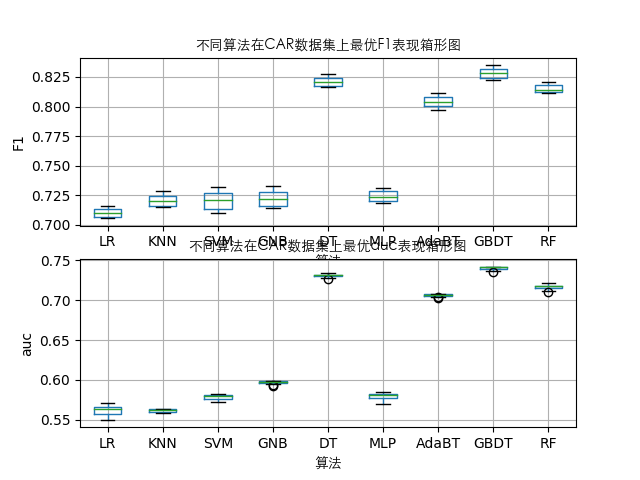 不同算法在CAR数据集上最优F1表现箱形图
0.825
0.800
0.775
0.750
0.725
0.700
F1
LR KNN SVM GNB DT MLP AdaBT GBDT RF
算法
不同算法在CAR数据集上最优auc表现箱形图
0.75
0.70
0.65
0.60
0.55
auc
LR KNN SVM GNB DT MLP AdaBT GBDT RF
算法